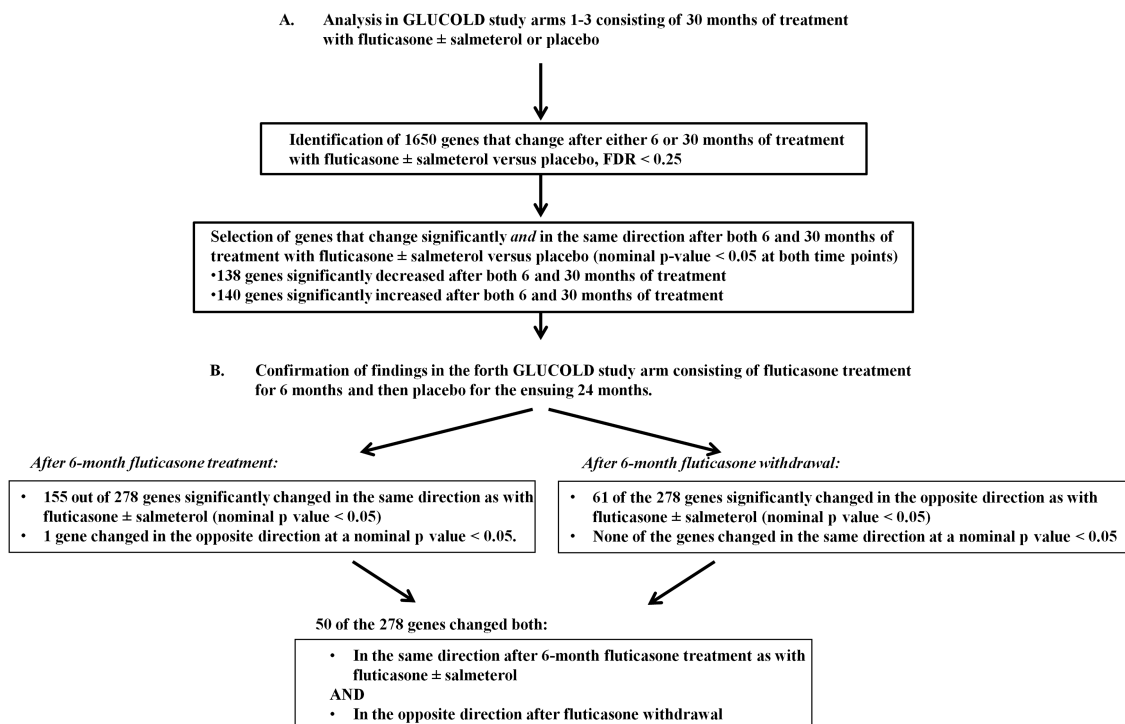 A. Analysis in GLUCOLD study arms 1-3 consisting of 30 months of treatment
with fluticasone ± salmeterol or placebo
Identification of 1650 genes that change after either 6 or 30 months of treatment
with fluticasone ± salmeterol versus placebo, FDR < 0.25
Selection of genes that change significantly and in the same direction after both 6 and 30 months of
treatment with fluticasone ± salmeterol versus placebo (nominal p-value < 0.05 at both time points)
•138 genes significantly decreased after both 6 and 30 months of treatment
•140 genes significantly increased after both 6 and 30 months of treatment
B. Confirmation of findings in the forth GLUCOLD study arm consisting of fluticasone treatment
for 6 months and then placebo for the ensuing 24 months.
After 6-month fluticasone treatment:
• 155 out of 278 genes significantly changed in the same direction as with
fluticasone ± salmeterol (nominal p value < 0.05)
• 1 gene changed in the opposite direction at a nominal p value < 0.05.
After 6-month fluticasone withdrawal:
• 61 of the 278 genes significantly changed in the opposite direction as with
fluticasone ± salmeterol (nominal p value < 0.05)
• None of the genes changed in the same direction at a nominal p value < 0.05
50 of the 278 genes changed both:
• In the same direction after 6-month fluticasone treatment as with
fluticasone ± salmeterol
AND
• In the opposite direction after fluticasone withdrawal